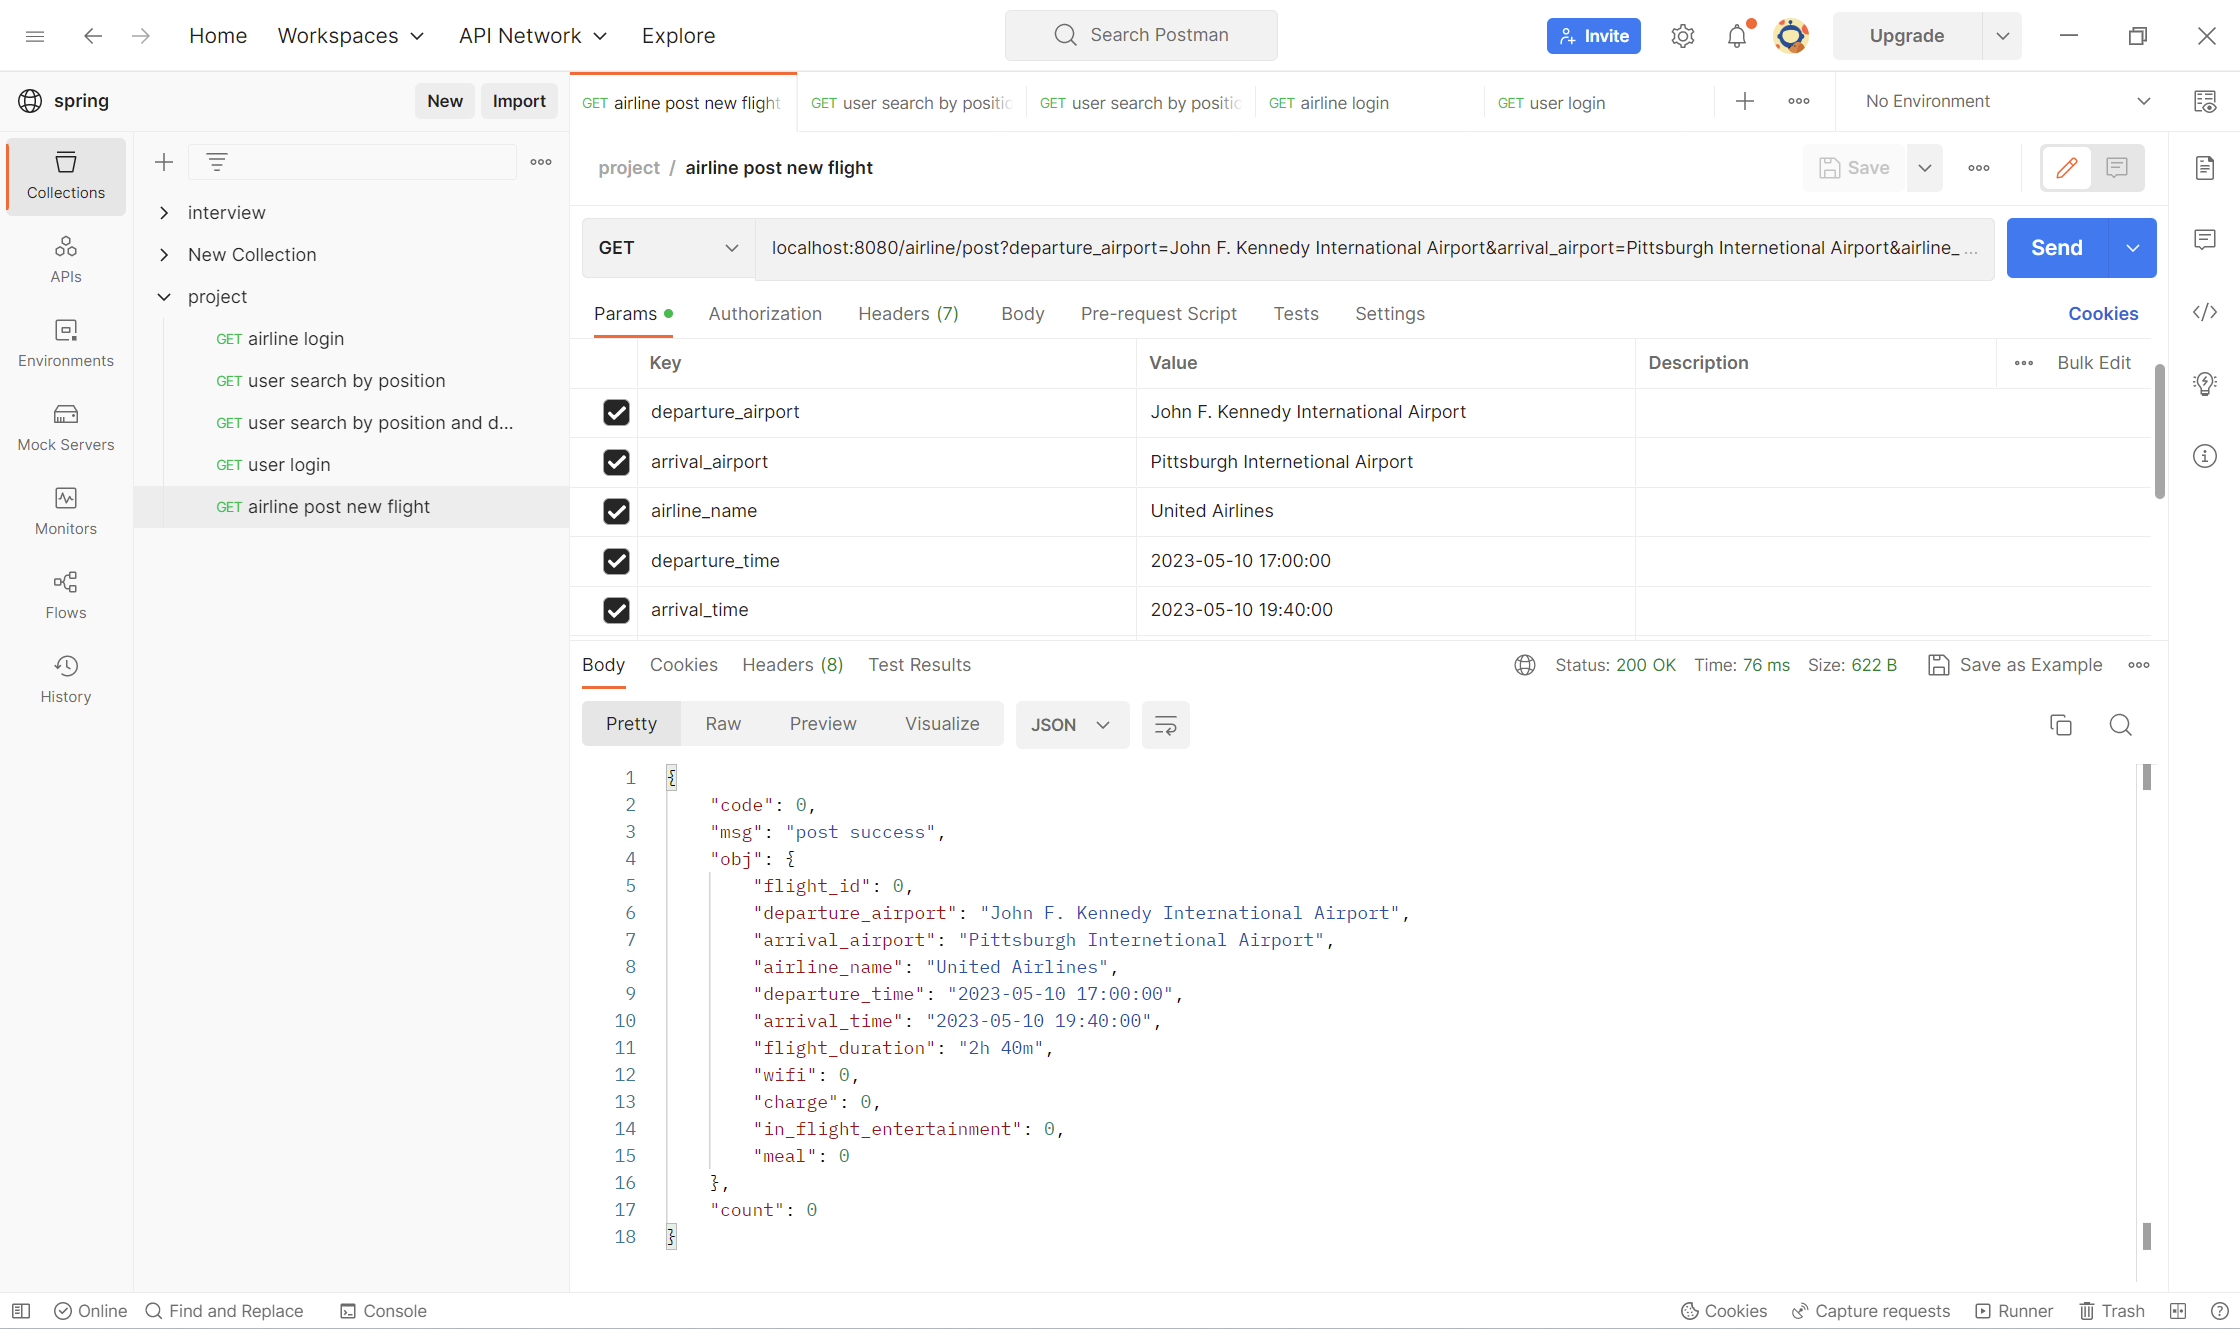 Home Workspaces API Network Explore Search Postman Invite Upgrade
spring New Import GET airline post new flight GET user search by positic GET user search by positic GET airline login GET user login No Environment
Collections
APIs
Environments
Mock Servers
Monitors
Flows
History
interview
New Collection
project
GET airline login
GET user search by position
GET user search by position and d...
GET user login
GET airline post new flight
project / airline post new flight Save
GET localhost:8080/airline/post?departure_airport=John F. Kennedy International Airport&arrival_airport=Pittsburgh Internetional Airport&airline_ ... Send
Params Authorization Headers (7) Body Pre-request Script Tests Settings Cookies
Key Value Description Bulk Edit
departure_airport John F. Kennedy International Airport
arrival_airport Pittsburgh Internetional Airport
airline_name United Airlines
departure_time 2023-05-10 17:00:00
arrival_time 2023-05-10 19:40:00
Body Cookies Headers (8) Test Results Status: 200 OK Time: 76 ms Size: 622 B Save as Example
Pretty Raw Preview Visualize JSON
1 {
2 "code": 0,
3 "msg": "post success",
4 "obj": {
5 "flight_id": 0,
6 "departure_airport": "John F. Kennedy International Airport",
7 "arrival_airport": "Pittsburgh Internetional Airport",
8 "airline_name": "United Airlines",
9 "departure_time": "2023-05-10 17:00:00",
10 "arrival_time": "2023-05-10 19:40:00",
11 "flight_duration": "2h 40m",
12 "wifi": 0,
13 "charge": 0,
14 "in_flight_entertainment": 0,
15 "meal": 0
16 },
17 "count": 0
18 }
Online Find and Replace Console Cookies Capture requests Runner Trash